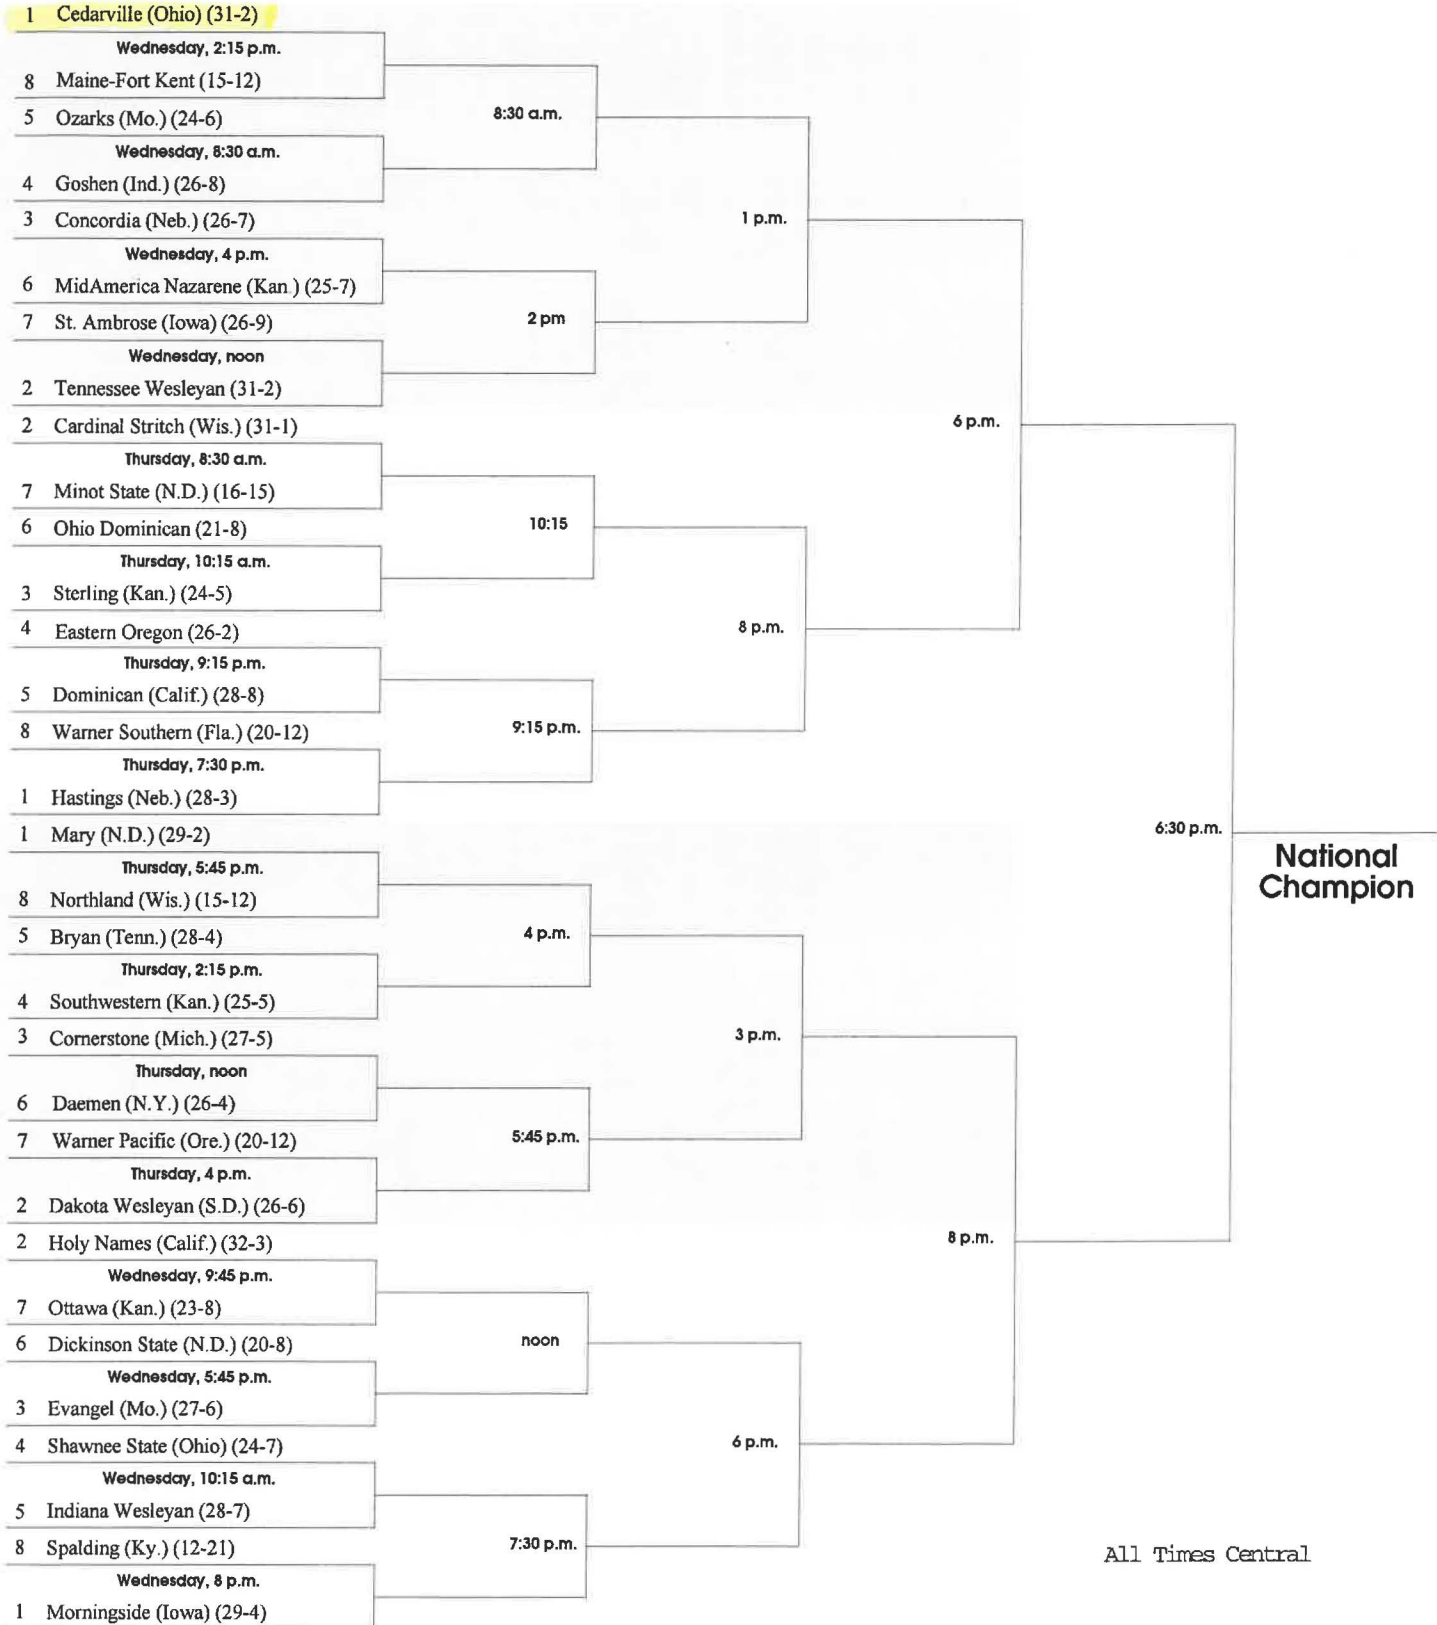 1 Cedarville (Ohio) (31-2)
Wednesday, 2:15 p.m.
8 Maine-Fort Kent (15-12)
5 Ozarks (Mo.) (24-6)
8:30 a.m.
Wednesday, 8:30 a.m.
4 Goshen (Ind.) (26-8)
3 Concordia (Neb.) (26-7)
1 p.m.
Wednesday, 4 p.m.
6 MidAmerica Nazarene (Kan.) (25-7)
7 St. Ambrose (Iowa) (26-9)
2 pm
Wednesday, noon
2 Tennessee Wesleyan (31-2)
2 Cardinal Stritch (Wis.) (31-1)
6 p.m.
Thursday, 8:30 a.m.
7 Minot State (N.D.) (16-15)
6 Ohio Dominican (21-8)
10:15
Thursday, 10:15 a.m.
3 Sterling (Kan.) (24-5)
4 Eastern Oregon (26-2)
8 p.m.
Thursday, 9:15 p.m.
5 Dominican (Calif.) (28-8)
8 Warner Southern (Fla.) (20-12)
9:15 p.m.
Thursday, 7:30 p.m.
1 Hastings (Neb.) (28-3)
1 Mary (N.D.) (29-2)
6:30 p.m.
National
Champion
Thursday, 5:45 p.m.
8 Northland (Wis.) (15-12)
5 Bryan (Tenn.) (28-4)
4 p.m.
Thursday, 2:15 p.m.
4 Southwestern (Kan.) (25-5)
3 Cornerstone (Mich.) (27-5)
3 p.m.
Thursday, noon
6 Daemen (N.Y.) (26-4)
7 Warner Pacific (Ore.) (20-12)
5:45 p.m.
Thursday, 4 p.m.
2 Dakota Wesleyan (S.D.) (26-6)
2 Holy Names (Calif.) (32-3)
8 p.m.
Wednesday, 9:45 p.m.
7 Ottawa (Kan.) (23-8)
6 Dickinson State (N.D.) (20-8)
noon
Wednesday, 5:45 p.m.
3 Evangel (Mo.) (27-6)
4 Shawnee State (Ohio) (24-7)
6 p.m.
Wednesday, 10:15 a.m.
5 Indiana Wesleyan (28-7)
8 Spalding (Ky.) (12-21)
7:30 p.m.
All Times Central
Wednesday, 8 p.m.
1 Morningside (Iowa) (29-4)